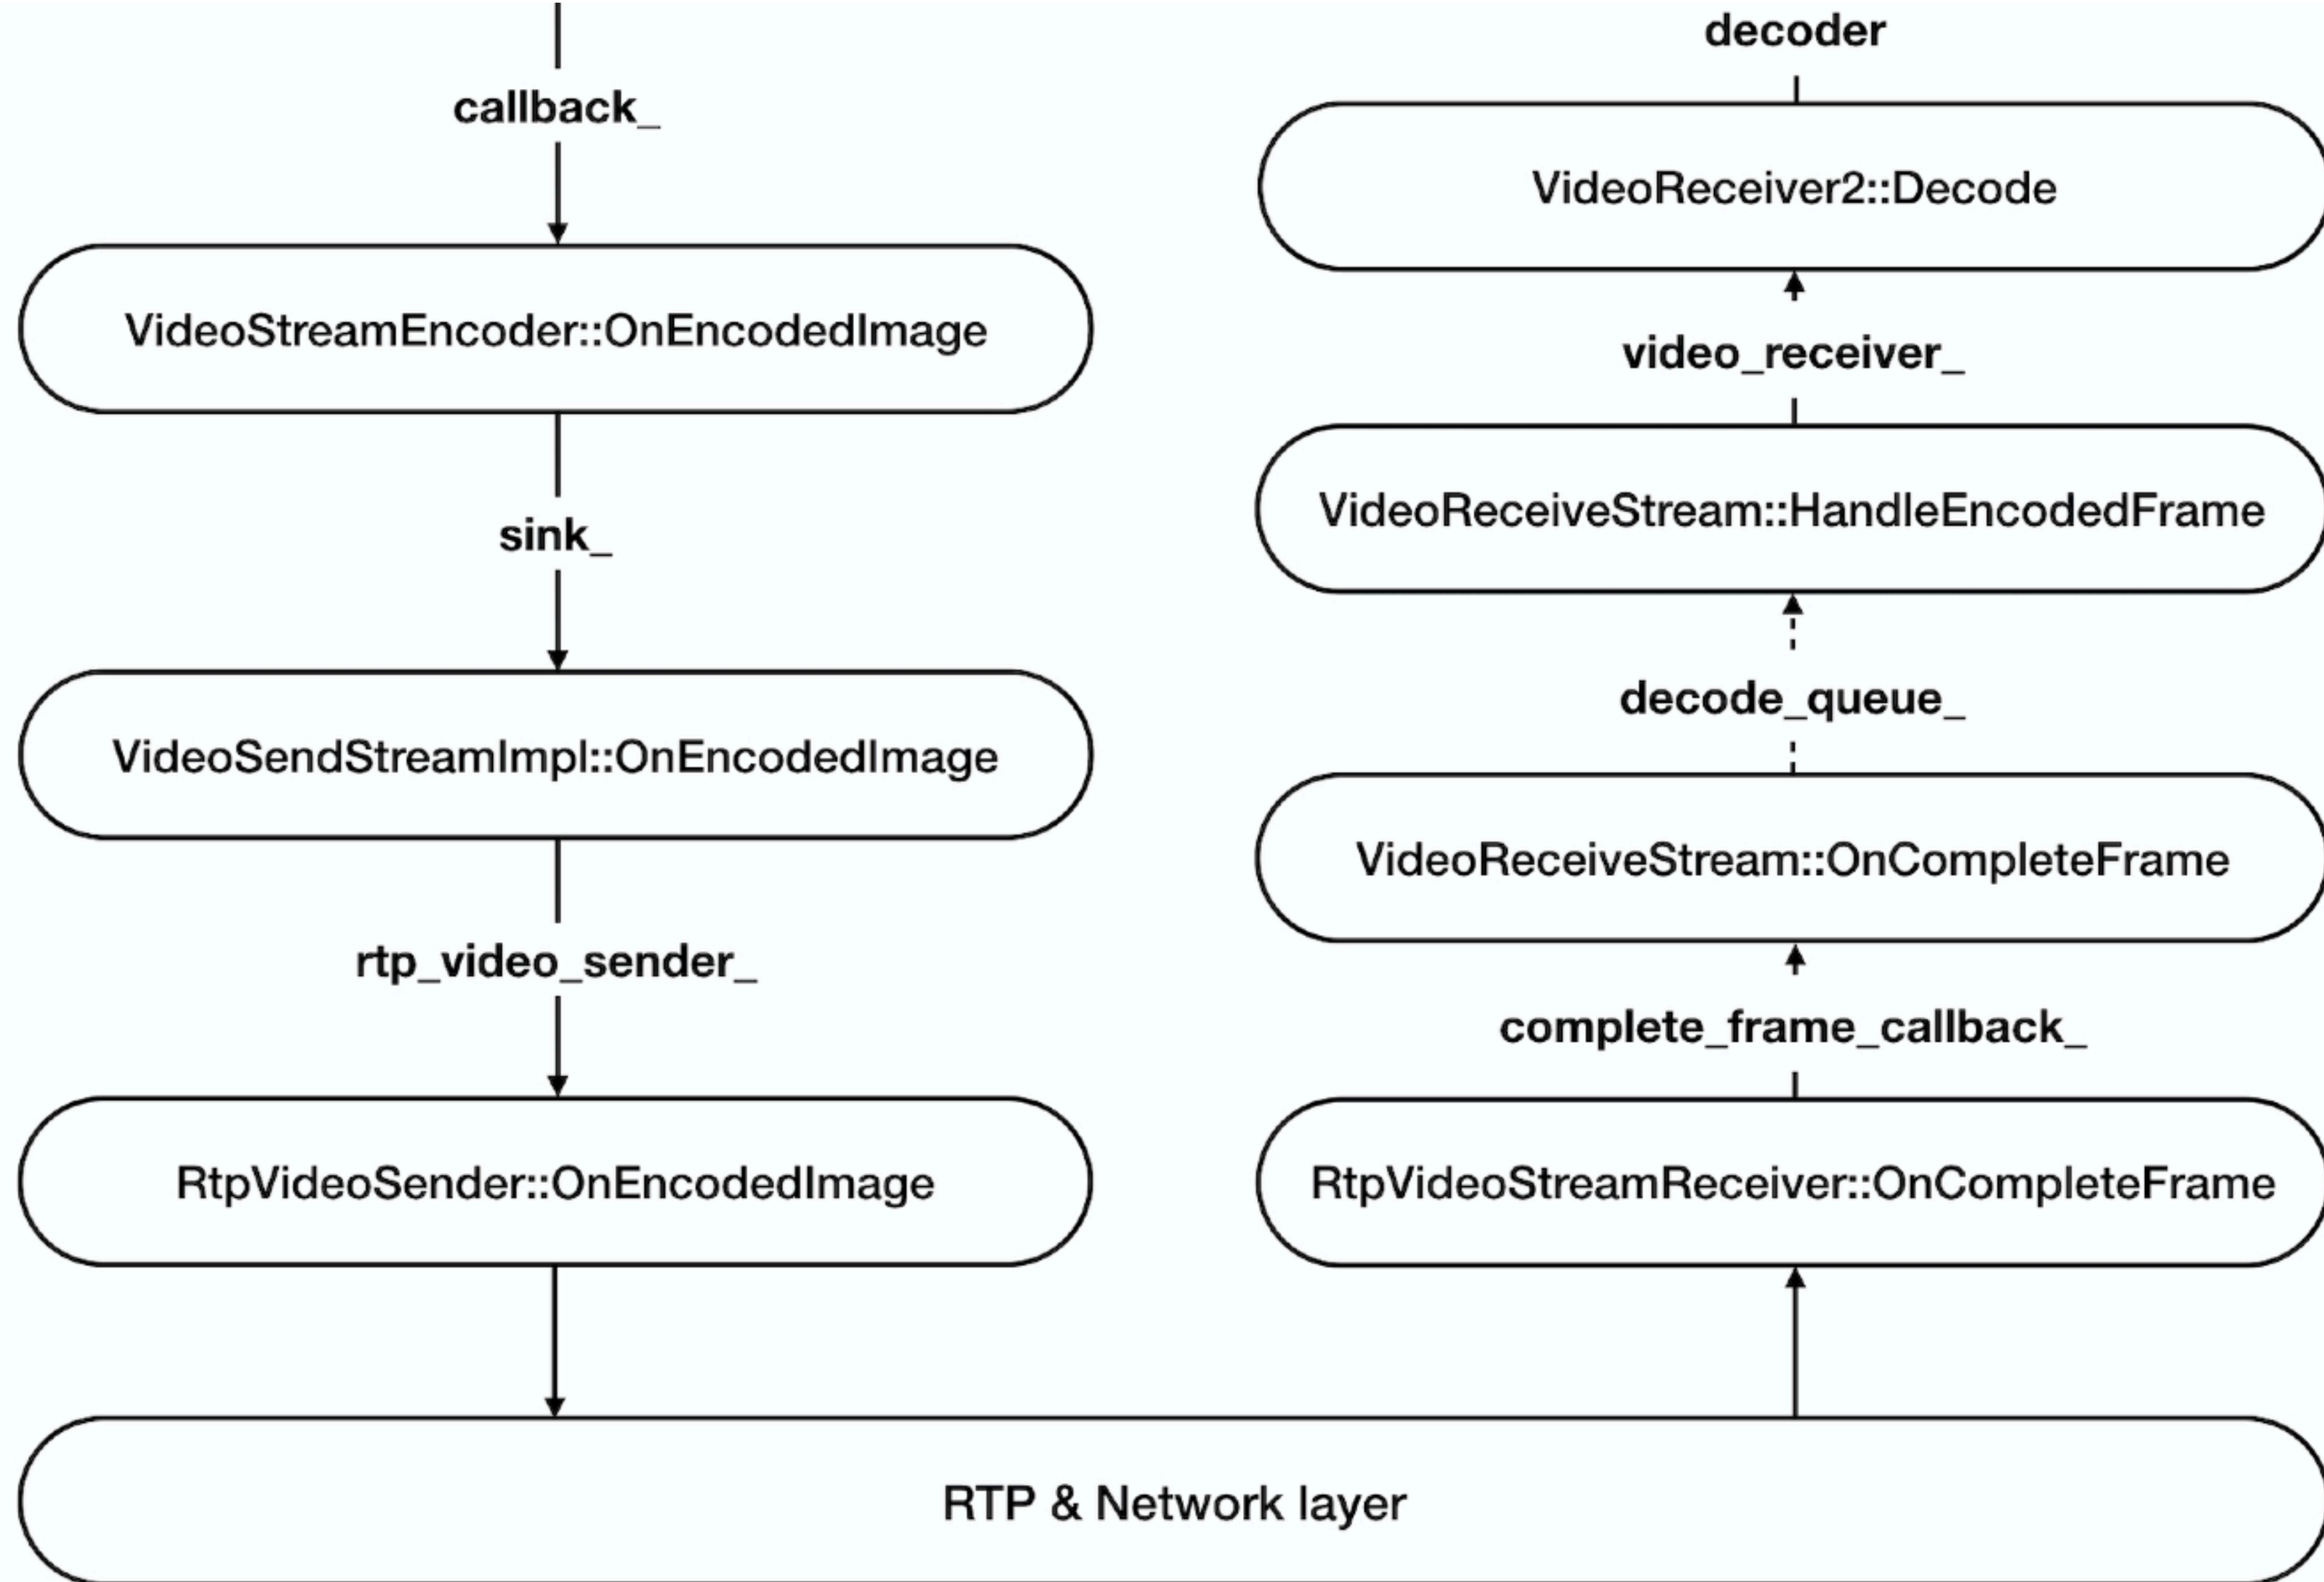 callback_
VideoStreamEncoder::OnEncodedImage
sink_
VideoSendStreamImpl::OnEncodedImage
rtp_video_sender_
RtpVideoSender::OnEncodedImage
decoder
VideoReceiver2::Decode
video_receiver_
VideoReceiveStream::HandleEncodedFrame
decode_queue_
VideoReceiveStream::OnCompleteFrame
complete_frame_callback_
RtpVideoStreamReceiver::OnCompleteFrame
RTP & Network layer